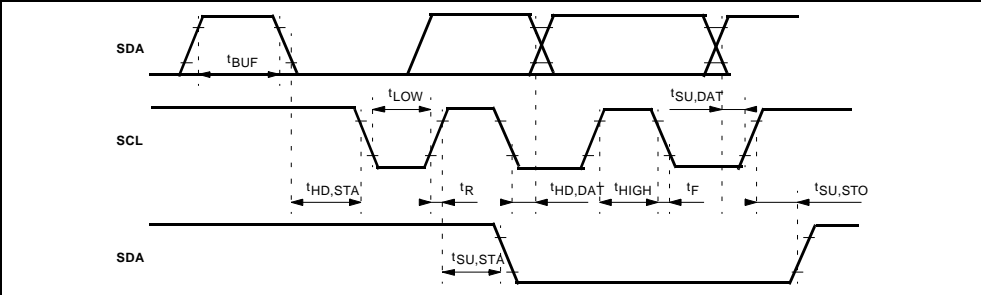 SDA
tBUF
tLOW
tSU,DAT
SCL
tHD,STA
tR
tHD,DAT
tHIGH
tF
tSU,STO
SDA
tSU,STA